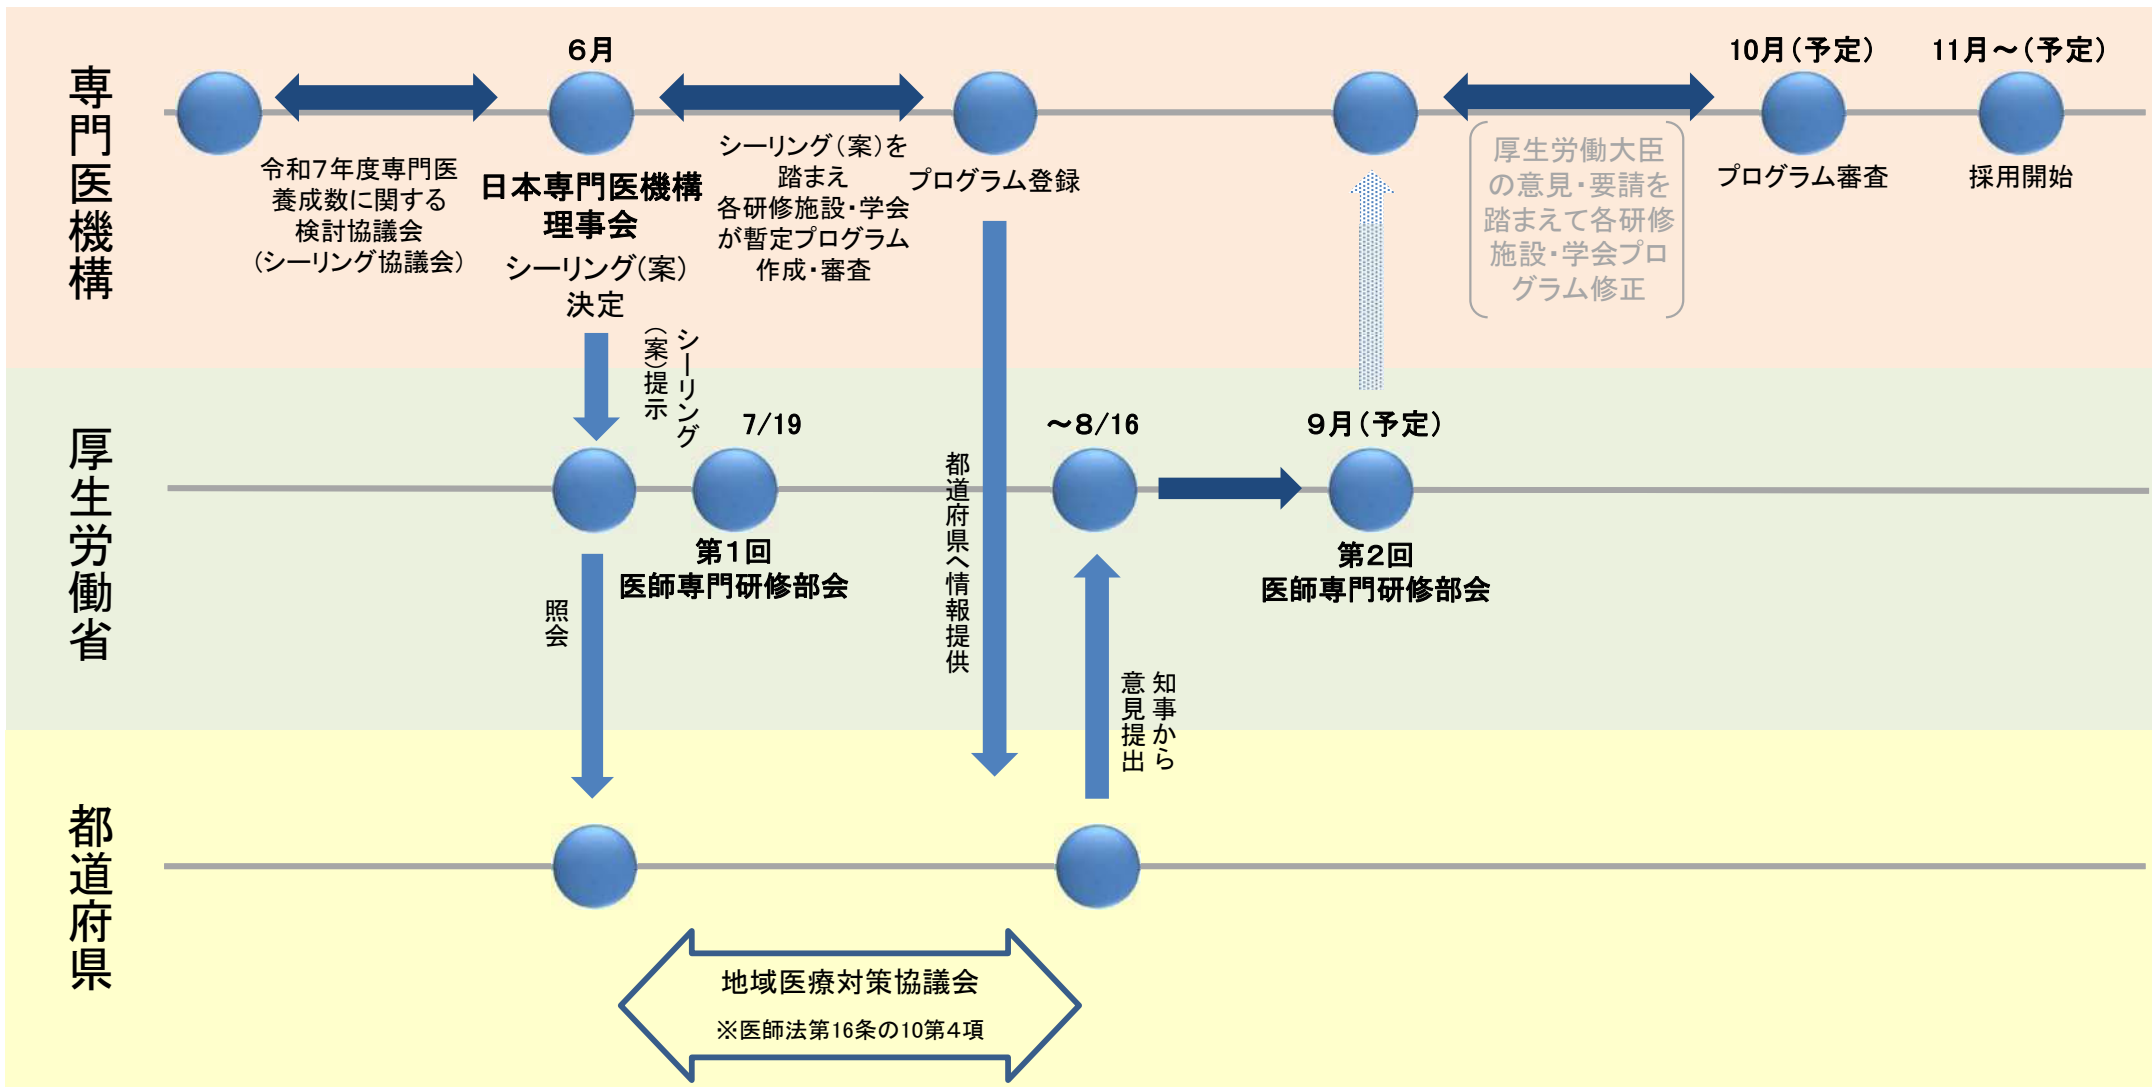 専門医機構
令和7年度専門医
養成数に関する
検討協議会
(シーリング協議会)
6月
日本専門医機構
理事会
シーリング(案)
決定
シーリング(案)を
踏まえ
各研修施設・学会
が暫定プログラム
作成・審査
プログラム登録
厚生労働大臣
の意見・要請を
踏まえて各研修
施設・学会プロ
グラム修正
10月(予定)
プログラム審査
11月~(予定)
採用開始
厚生労働省
シーリング
(案)提示
7/19
第1回
医師専門研修部会
照会
都道府県へ情報提供
~8/16
知事から
意見提出
9月(予定)
第2回
医師専門研修部会
都道府県
地域医療対策協議会
※医師法第16条の10第4項